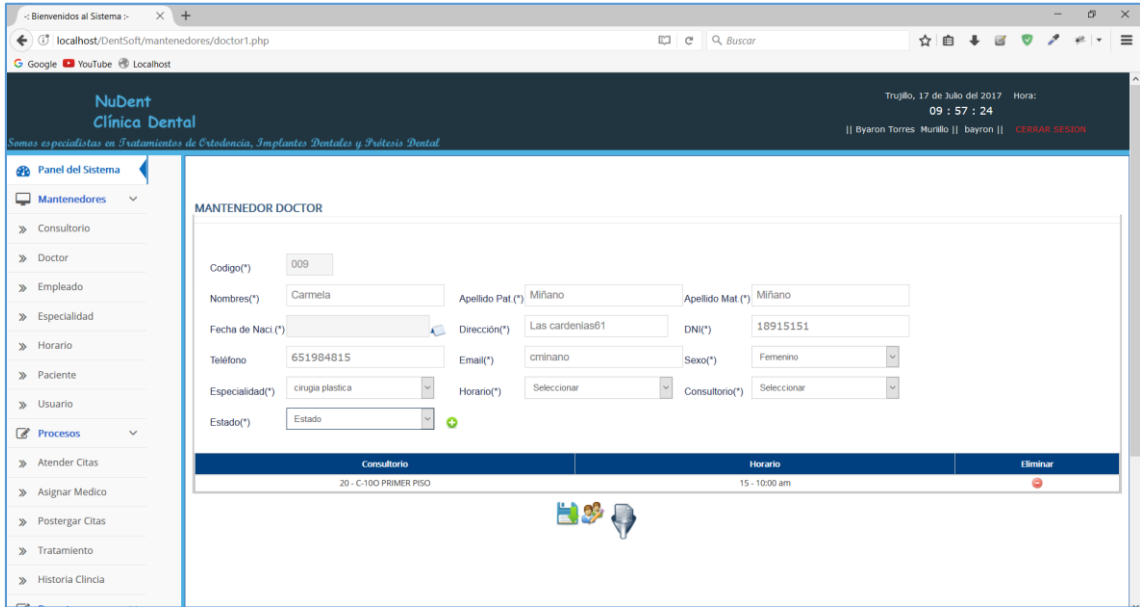 -: Bienvenidos al Sistema :-
localhost/DentSoft/mantenedores/doctor1.php
Buscar
Google YouTube Localhost
NuDent
Clínica Dental
Somos especialistas en Tratamientos de Ortodoncia, Implantes Dentales y Prótesis Dental
Trujillo, 17 de Julio del 2017 Hora:
09 : 57 : 24
|| Byaron Torres Murillo || bayron || CERRAR SESION
Panel del Sistema
Mantenedores
Consultorio
Doctor
Empleado
Especialidad
Horario
Paciente
Usuario
Procesos
Atender Citas
Asignar Medico
Postergar Citas
Tratamiento
Historia Clincia
MANTENEDOR DOCTOR
Codigo(*) 009
Nombres(*) Carmela Apellido Pat.(*) Miñano Apellido Mat.(*) Miñano
Fecha de Naci.(*) Dirección(*) Las cardenias61 DNI(*) 18915151
Teléfono 651984815 Email(*) cminano Sexo(*) Femenino
Especialidad(*) cirugia plastica Horario(*) Seleccionar Consultorio(*) Seleccionar
Estado(*) Estado
Consultorio Horario Eliminar
20 - C-10O PRIMER PISO 15 - 10:00 am